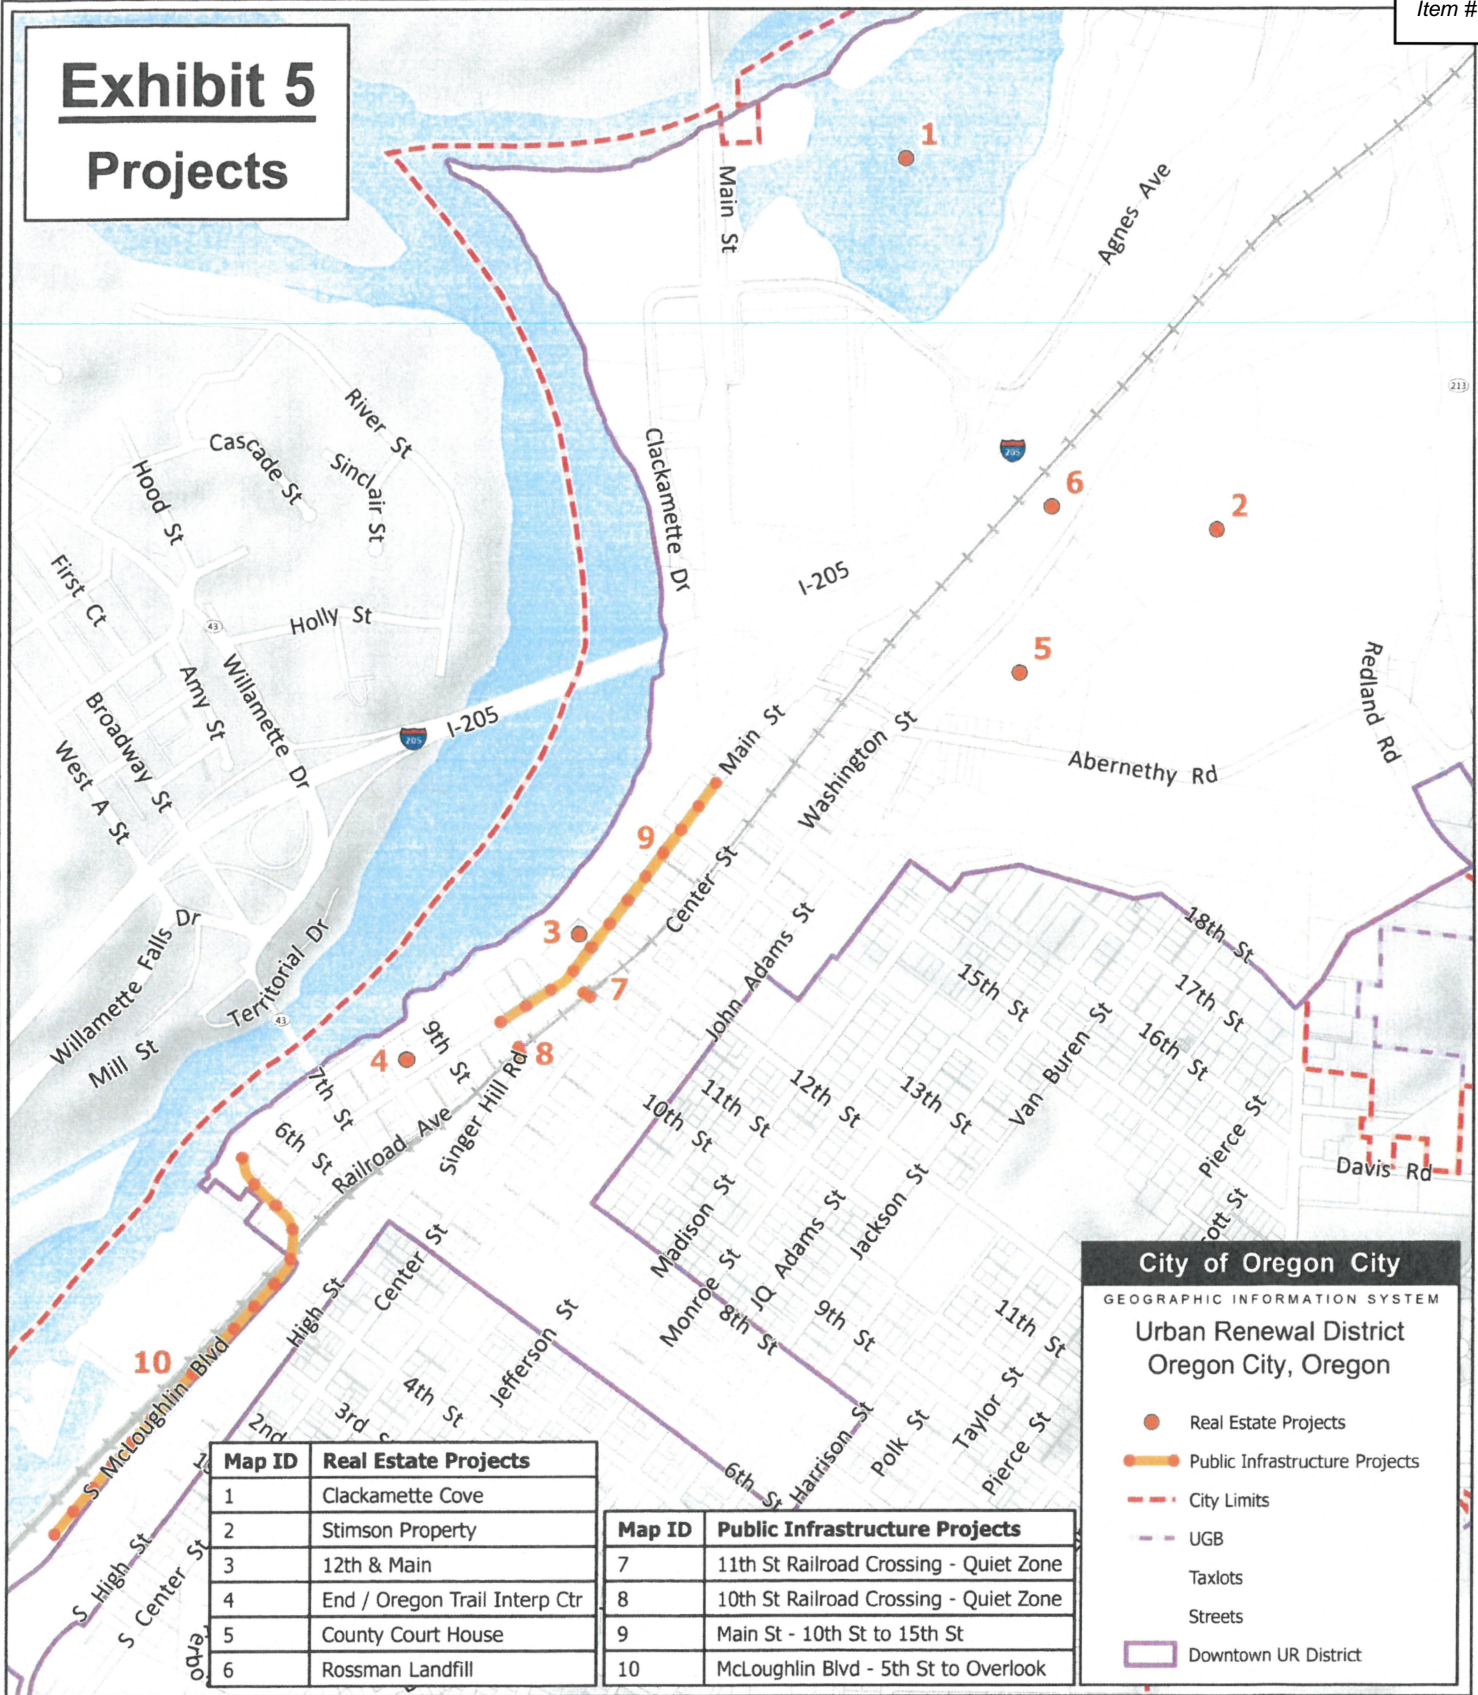 Item #
Exhibit 5
Projects
1
Main St
Agnes Ave
213
River St
Cascade St
Sinclair St
Hood St
Clackamette Dr
205
6
2
First Ct
I-205
43
Holly St
5
Redland Rd
Amy St
Willamette Dr
Broadway St
West A St
205
I-205
Main St
Washington St
Abernethy Rd
9
Center St
3
John Adams St
18th St
Willamette Falls Dr
Territorial Dr
7
15th St
17th St
43
Mill St
4
9th St
8
Van Buren St
16th St
7th St
6th St
Railroad Ave
Singer Hill Rd
10th St
11th St
12th St
13th St
Pierce St
Davis Rd
Madison St
JQ Adams St
Jackson St
Monroe St
8th St
9th St
11th St
High St
Center St
Jefferson St
10
S McLoughlin Blvd
4th St
3rd
2nd
Taylor St
Polk St
Pierce St
Harrison St
6th St
S High St
S Center St
Map ID Real Estate Projects
1 Clackamette Cove
2 Stimson Property
3 12th & Main
4 End / Oregon Trail Interp Ctr
5 County Court House
6 Rossman Landfill
Map ID Public Infrastructure Projects
7 11th St Railroad Crossing - Quiet Zone
8 10th St Railroad Crossing - Quiet Zone
9 Main St - 10th St to 15th St
10 McLoughlin Blvd - 5th St to Overlook
City of Oregon City
GEOGRAPHIC INFORMATION SYSTEM
Urban Renewal District
Oregon City, Oregon
Real Estate Projects
Public Infrastructure Projects
City Limits
UGB
Taxlots
Streets
Downtown UR District